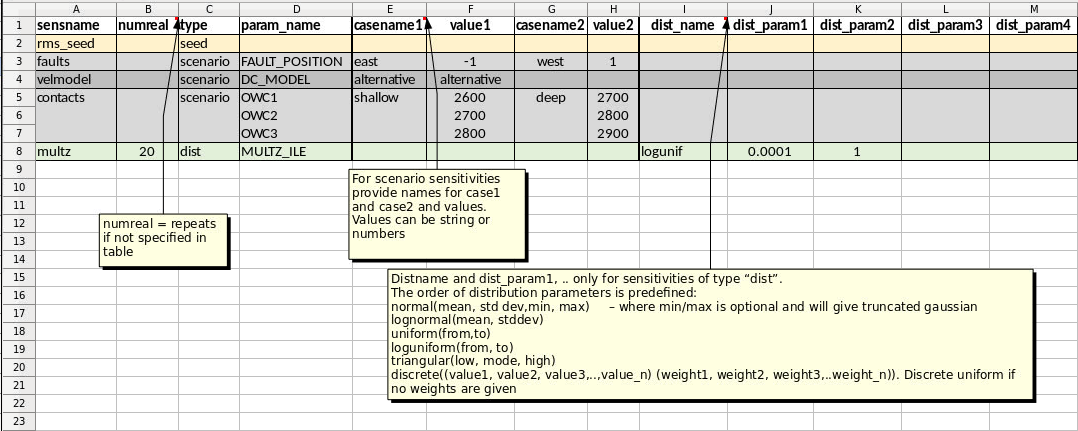 A B C D E F G H I J K L M
1 sensname numreal type param_name casename1 value1 casename2 value2 dist_name dist_param1 dist_param2 dist_param3 dist_param4
2 rms_seed seed
3 faults scenario FAULT_POSITION east -1 west 1
4 velmodel scenario DC_MODEL alternative alternative
5 contacts scenario OWC1 shallow 2600 deep 2700
6 OWC2 2700 2800
7 OWC3 2800 2900
8 multz 20 dist MULTZ_ILE logunif 0.0001 1
9
10
11
12
13
14
15
16
17
18
19
20
21
22
23
For scenario sensitivities
provide names for case1
and case2 and values.
Values can be string or
numbers
numreal = repeats
if not specified in
table
Distname and dist_param1, .. only for sensitivities of type “dist”.
The order of distribution parameters is predefined:
normal(mean, std dev,min, max) – where min/max is optional and will give truncated gaussian
lognormal(mean, stddev)
uniform(from,to)
loguniform(from, to)
triangular(low, mode, high)
discrete((value1, value2, value3,..,value_n) (weight1, weight2, weight3,..weight_n)). Discrete uniform if
no weights are given